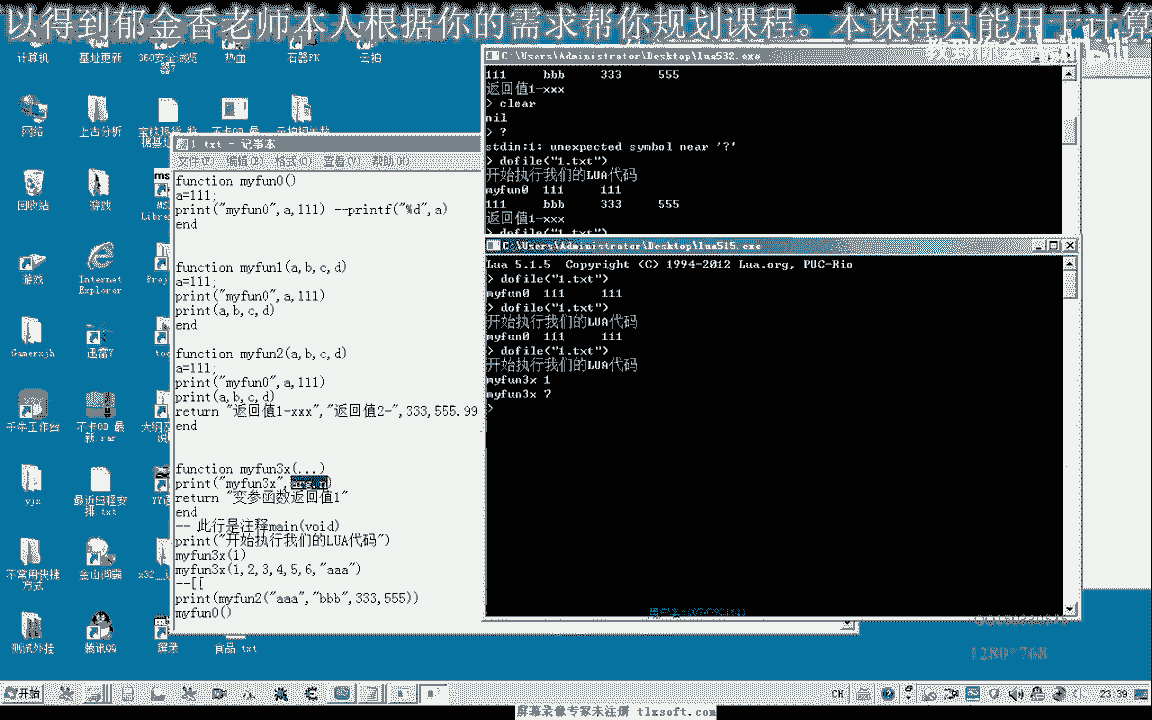 以得到郁金香老师本人根据你的需求帮你规划课程。本课程只能用于计算
计算机
基址更新
360安全浏览器7
热血
石器PK
网络
上古分析
回收站
游戏
游戏
Internet Explorer
Gamerxjh
迅雷7
千牛工作台
不卡OD 最新.rar
vjx
最近编程安排.txt
不常用快捷方式
测试外挂
腾讯QQ
屏录
食品.txt
1.txt - 记事本
文件(F) 编辑(E) 格式(O) 查看(V) 帮助(H)
function myfun0()
a=111;
print("myfun0",a,111) --printf("%d",a)
end
function myfun1(a,b,c,d)
a=111;
print("myfun0",a,111)
print(a,b,c,d)
end
function myfun2(a,b,c,d)
a=111;
print("myfun0",a,111)
print(a,b,c,d)
return "返回值1-xxx","返回值2-",333,555.99
end
function myfun3x(...)
print("myfun3x",arg.n)
return "变参函数返回值1"
end
-- 此行是注释main(void)
print("开始执行我们的LUA代码")
myfun3x(1)
myfun3x(1,2,3,4,5,6,"aaa")
--[[
print(myfun2("aaa","bbb",333,555))
myfun0()
C:\Users\Administrator\Desktop\lua532.exe
111 bbb 333 555
返回值1-xxx
> clear
nil
> ?
stdin:1: unexpected symbol near '?'
> dofile("1.txt")
开始执行我们的LUA代码
myfun0 111 111
111 bbb 333 555
返回值1-xxx
> dofile("1.txt")
C:\Users\Administrator\Desktop\lua515.exe
Lua 5.1.5 Copyright (C) 1994-2012 Lua.org, PUC-Rio
> dofile("1.txt")
myfun0 111 111
> dofile("1.txt")
开始执行我们的LUA代码
myfun0 111 111
> dofile("1.txt")
开始执行我们的LUA代码
myfun3x 1
myfun3x 7
>
1280*768
开始
CH
23:38
屏幕录像专家未注册 tlxsoft.com